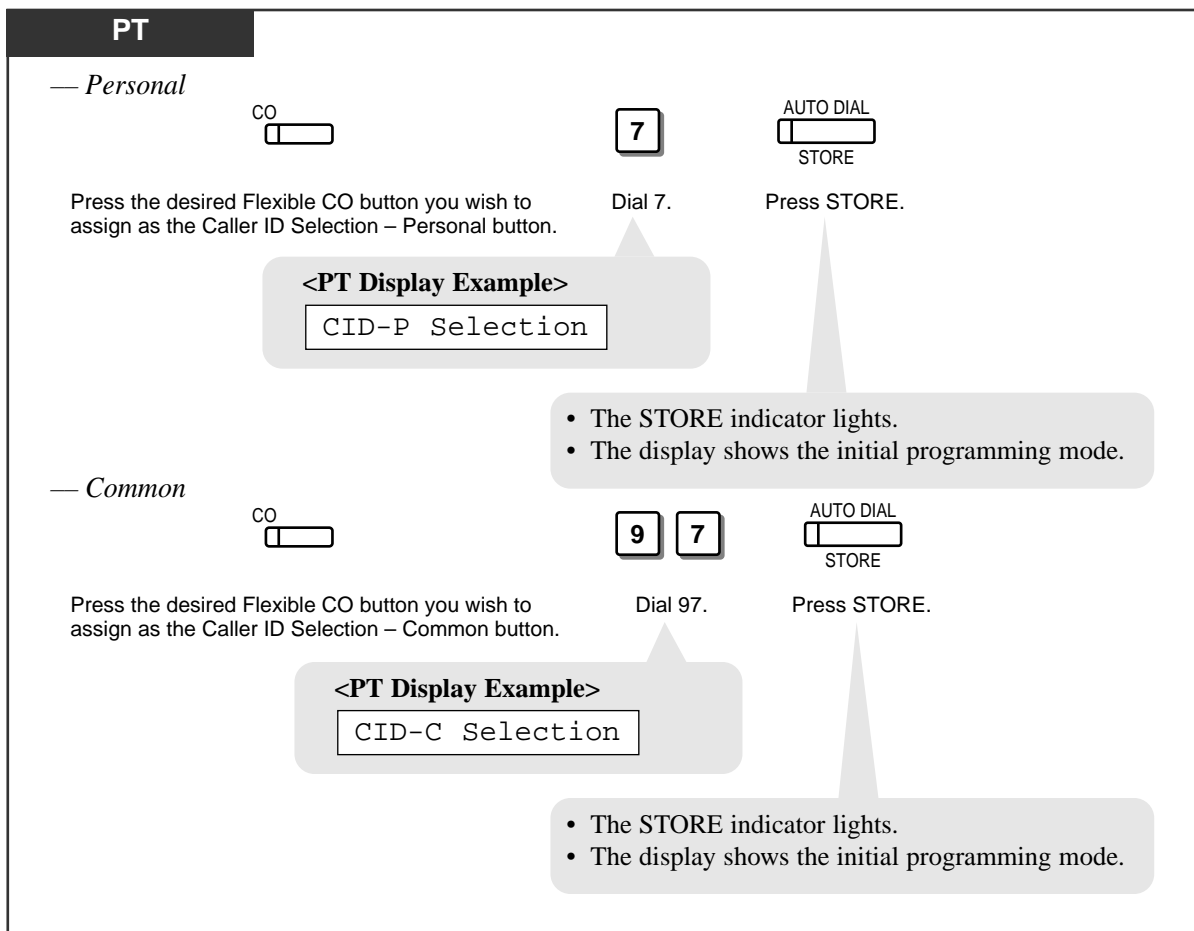 PT
— Personal
CO
7
AUTO DIAL
STORE
Press the desired Flexible CO button you wish to
assign as the Caller ID Selection – Personal button.
Dial 7.
Press STORE.
<PT Display Example>
CID-P Selection
• The STORE indicator lights.
• The display shows the initial programming mode.
— Common
CO
9 7
AUTO DIAL
STORE
Press the desired Flexible CO button you wish to
assign as the Caller ID Selection – Common button.
Dial 97.
Press STORE.
<PT Display Example>
CID-C Selection
• The STORE indicator lights.
• The display shows the initial programming mode.